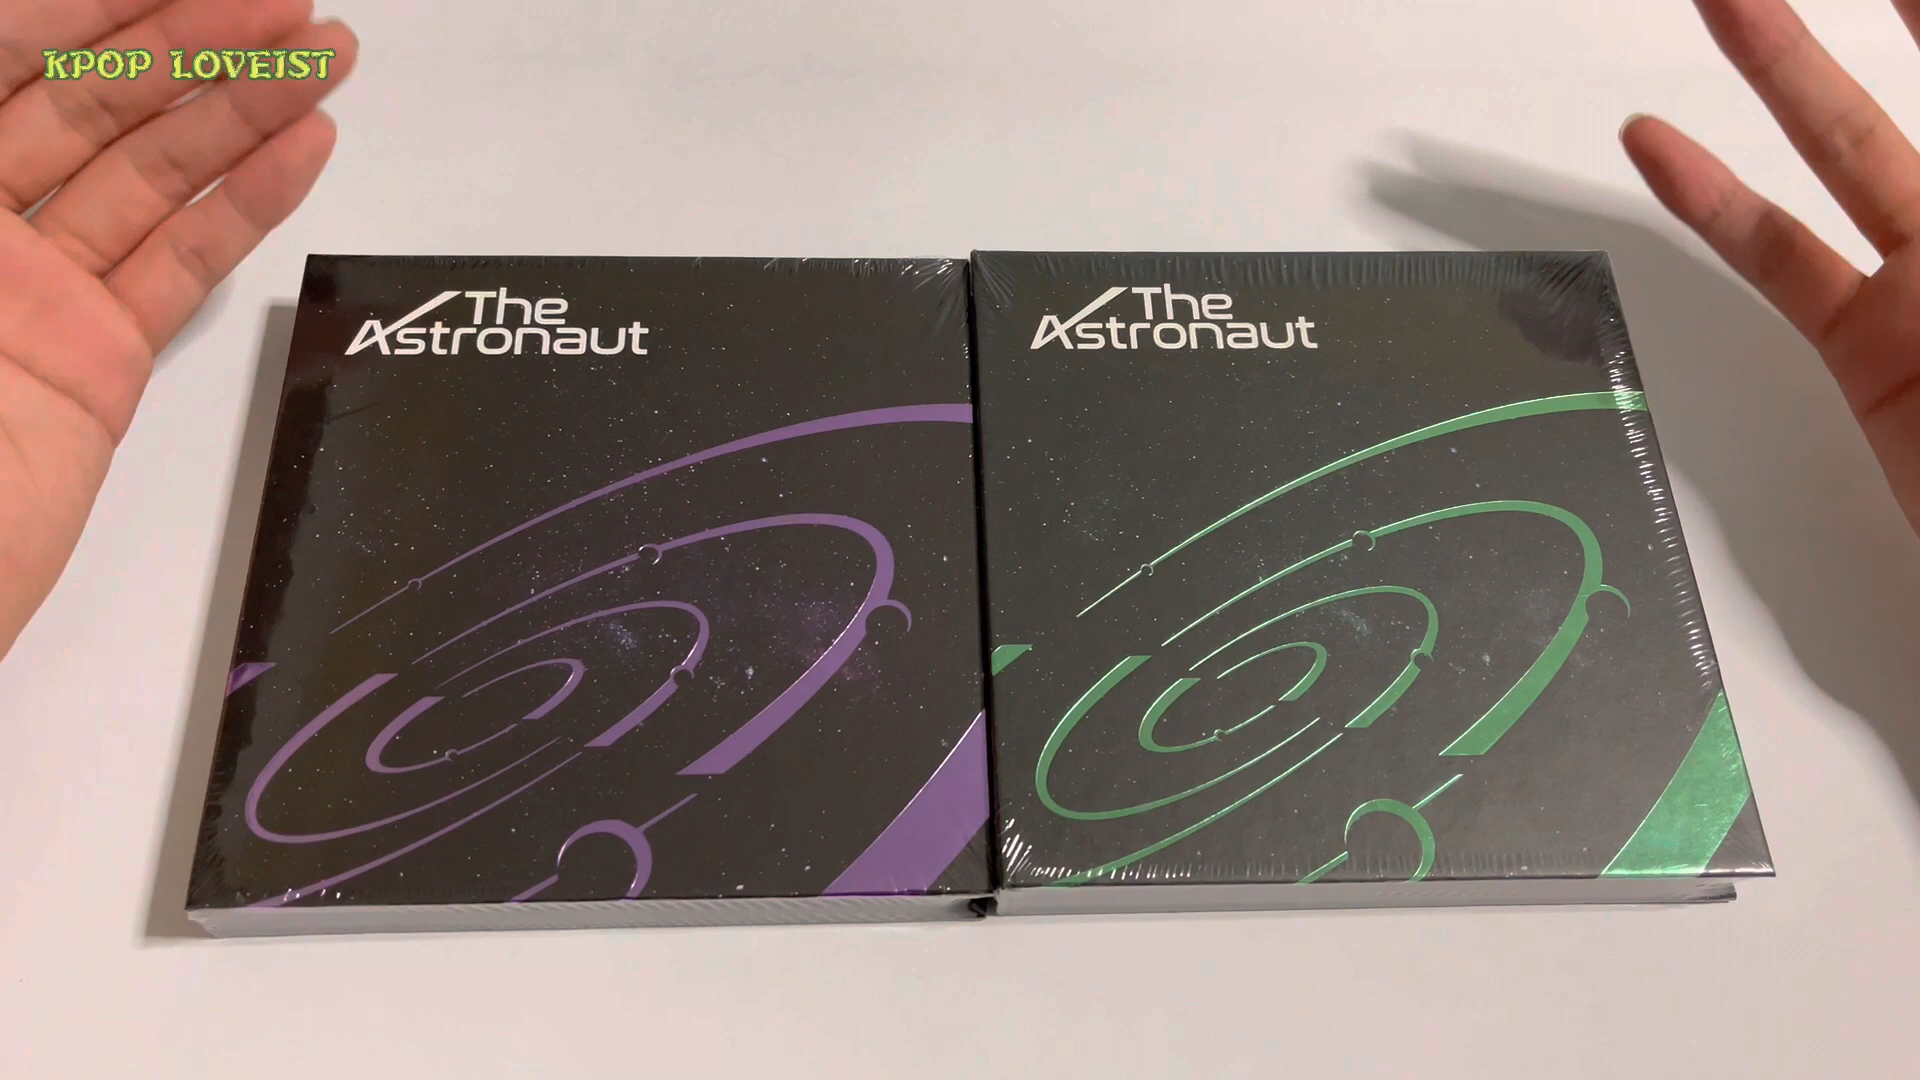 KPOP LOVEIST
The
Astronaut
The
Astronaut